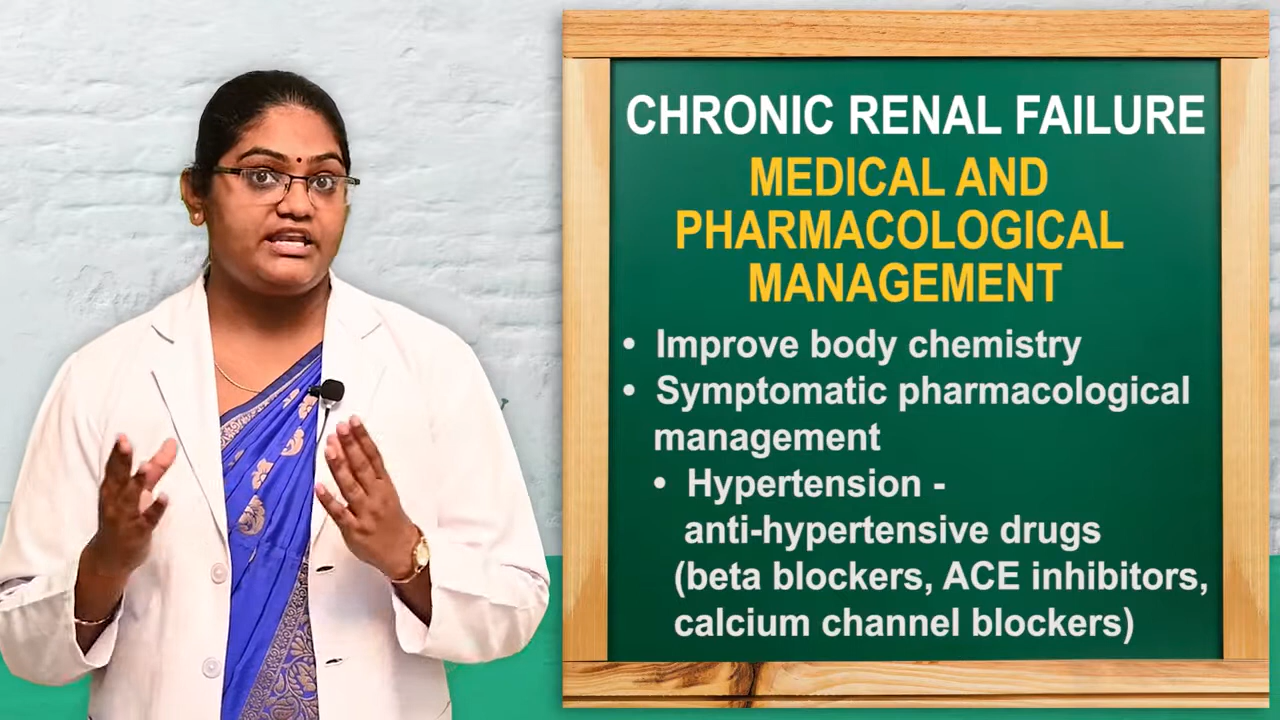 CHRONIC RENAL FAILURE
MEDICAL AND
PHARMACOLOGICAL
MANAGEMENT
• Improve body chemistry
• Symptomatic pharmacological
management
• Hypertension -
anti-hypertensive drugs
(beta blockers, ACE inhibitors,
calcium channel blockers)